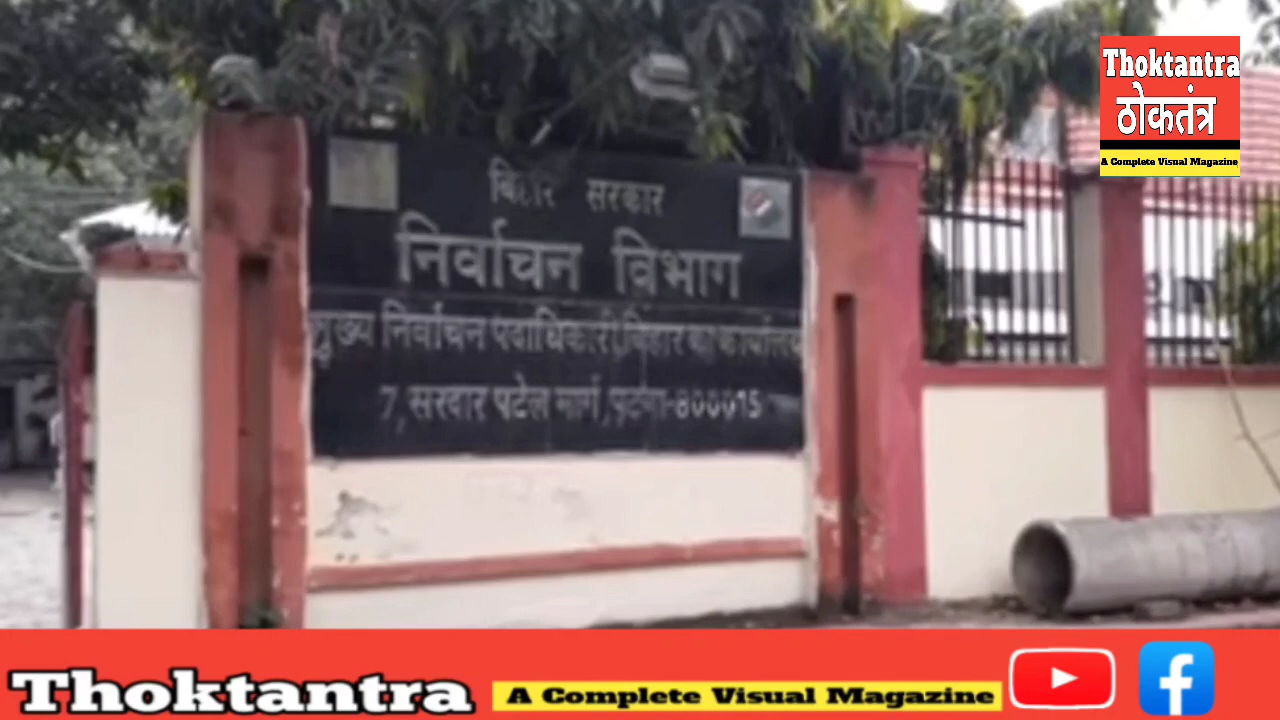 Thoktantra
ठोकतंत्र
A Complete Visual Magazine
बिहार सरकार
निर्वाचन विभाग
मुख्य निर्वाचन पदाधिकारी,बिहार का कार्यालय
7,सरदार पटेल मार्ग,पटना-800015
Thoktantra
A Complete Visual Magazine